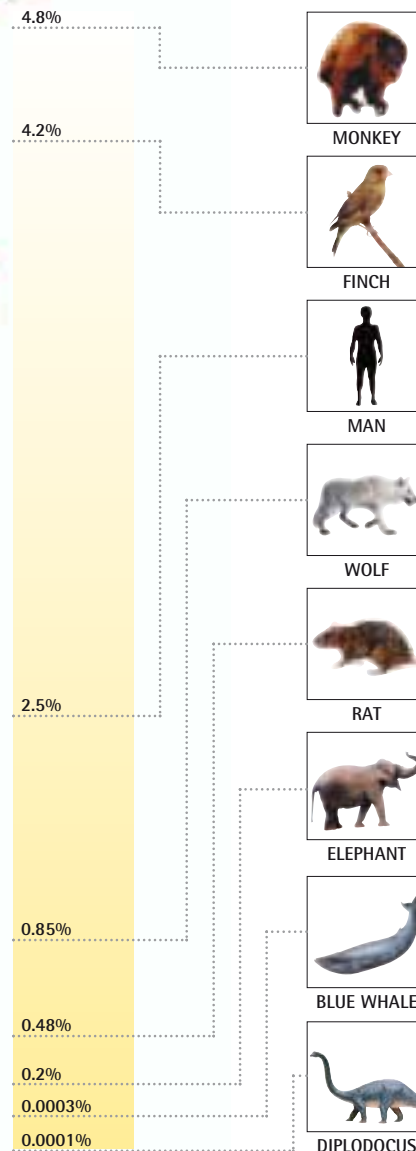 4.8%
MONKEY
4.2%
FINCH
MAN
WOLF
RAT
2.5%
ELEPHANT
0.85%
BLUE WHALE
0.48%
0.2%
0.0003%
0.0001%
DIPLODOCUS